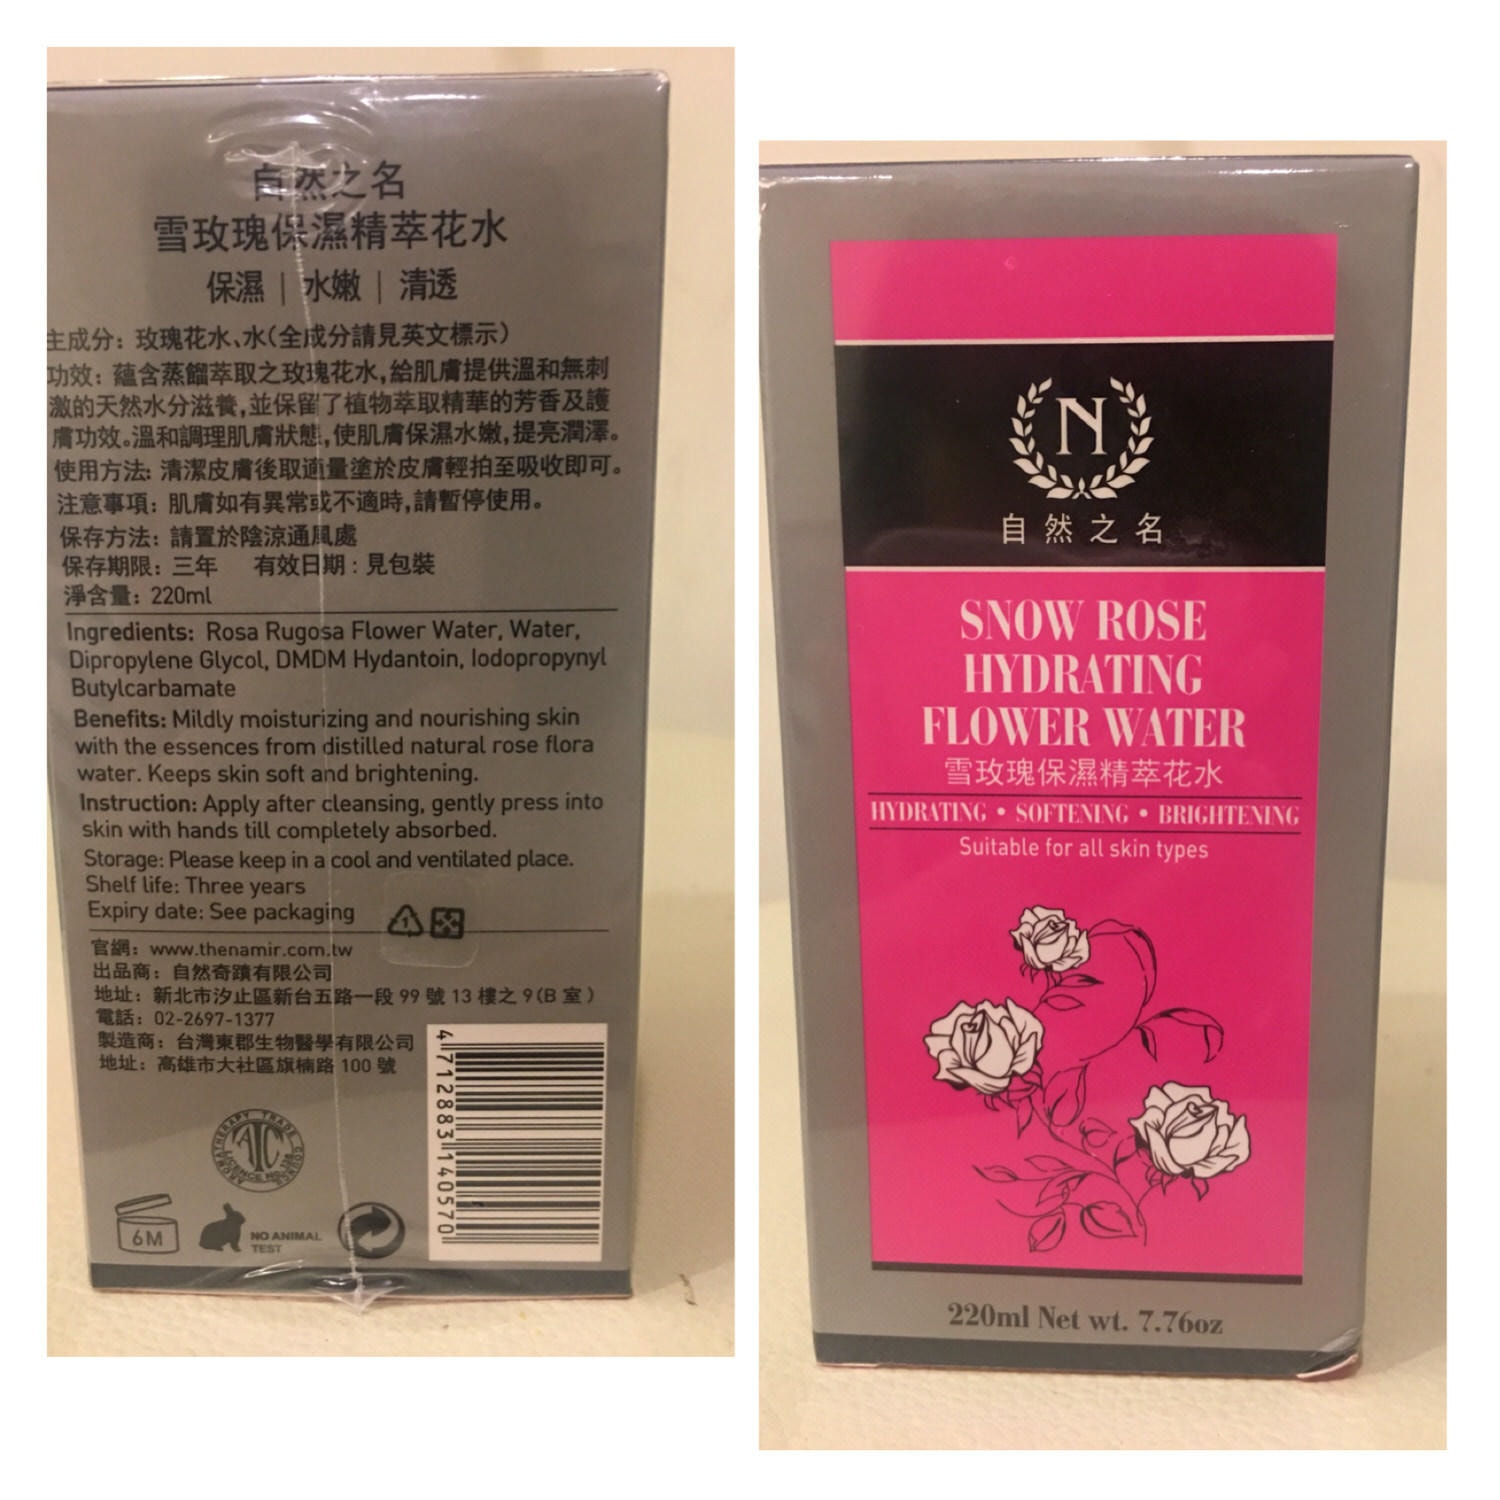 自然之名
雪玫瑰保濕精萃花水
保濕 | 水嫩 | 清透
主成分：玫瑰花水、水（全成分請見英文標示）
功效：蘊含蒸餾萃取之玫瑰花水，給肌膚提供溫和無刺
激的天然水分滋養，並保留了植物萃取精華的芳香及護
膚功效。溫和調理肌膚狀態，使肌膚保濕水嫩，提亮潤澤。
使用方法：清潔皮膚後取適量塗於皮膚輕拍至吸收即可。
注意事項：肌膚如有異常或不適時，請暫停使用。
保存方法：請置於陰涼通風處
保存期限：三年 有效日期：見包裝
淨含量：220ml
Ingredients: Rosa Rugosa Flower Water, Water,
Dipropylene Glycol, DMDM Hydantoin, Iodopropynyl
Butylcarbamate
Benefits: Mildly moisturizing and nourishing skin
with the essences from distilled natural rose flora
water. Keeps skin soft and brightening.
Instruction: Apply after cleansing, gently press into
skin with hands till completely absorbed.
Storage: Please keep in a cool and ventilated place.
Shelf life: Three years
Expiry date: See packaging
官網：www.thenamir.com.tw
出品商：自然奇蹟有限公司
地址：新北市汐止區新台五路一段 99 號 13 樓之 9（B 室）
電話：02-2697-1377
製造商：台灣東郡生物醫學有限公司
地址：高雄市大社區旗楠路 100 號
AROMATHERAPY TRADE COUNCIL
ATC
6M
NO ANIMAL
TEST
4 712883 140570
N
自然之名
SNOW ROSE
HYDRATING
FLOWER WATER
雪玫瑰保濕精萃花水
HYDRATING • SOFTENING • BRIGHTENING
Suitable for all skin types
220ml Net wt. 7.76oz